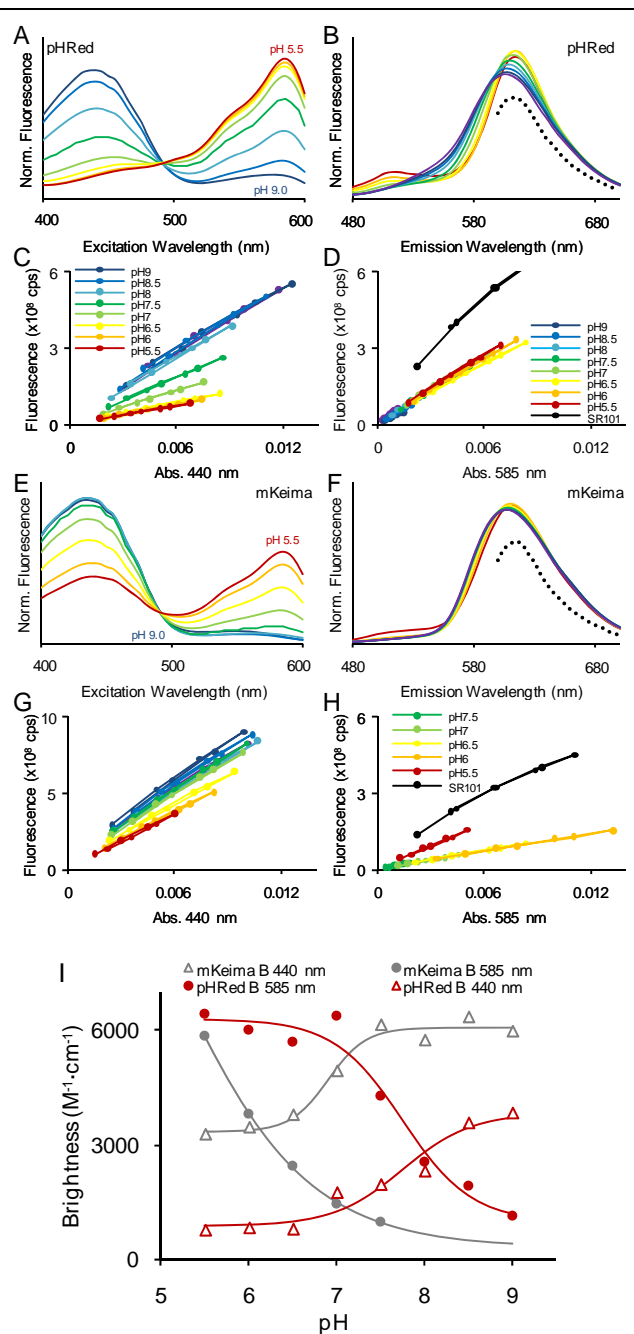 A
pHRed
pH 5.5
pH 9.0
Norm. Fluorescence
400
500
600
Excitation Wavelength (nm)
B
pHRed
Norm. Fluorescence
480
580
680
Emission Wavelength (nm)
C
pH9
pH8.5
pH8
pH7.5
pH7
pH6.5
pH6
pH5.5
Fluorescence (x10⁸ cps)
6
3
0
0
0.006
0.012
Abs. 440 nm
D
pH9
pH8.5
pH8
pH7.5
pH7
pH6.5
pH6
pH5.5
SR101
Fluorescence (x10⁸ cps)
6
3
0
0
0.006
0.012
Abs. 585 nm
E
mKeima
pH 5.5
pH 9.0
Norm. Fluorescence
400
500
600
Excitation Wavelength (nm)
F
mKeima
Norm. Fluorescence
480
580
680
Emission Wavelength (nm)
G
Fluorescence (x10⁸ cps)
10
5
0
0
0.006
0.012
Abs. 440 nm
H
pH7.5
pH7
pH6.5
pH6
pH5.5
SR101
Fluorescence (x10⁸ cps)
6
3
0
0
0.006
0.012
Abs. 585 nm
I
mKeima B 440 nm
mKeima B 585 nm
pHRed B 585 nm
pHRed B 440 nm
Brightness (M⁻¹·cm⁻¹)
6000
3000
0
5
6
7
8
9
pH